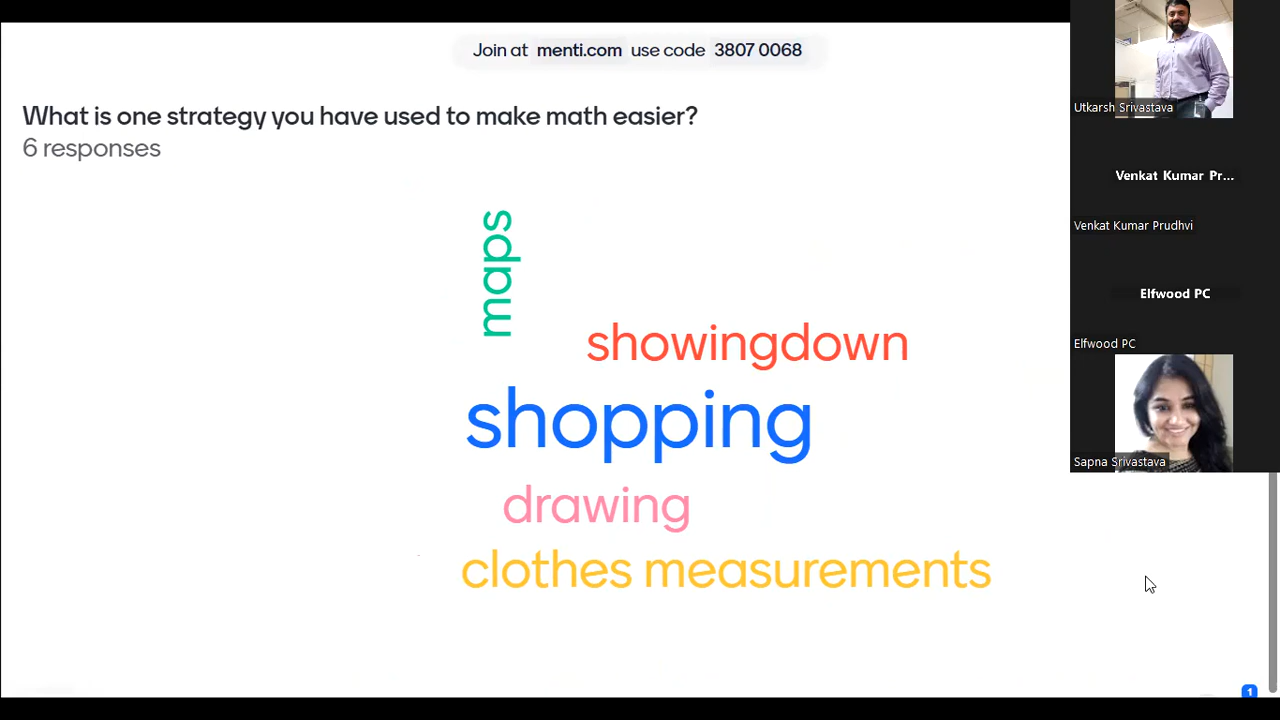 Join at menti.com use code 3807 0068
What is one strategy you have used to make math easier?
6 responses
maps
showingdown
shopping
drawing
clothes measurements
Utkarsh Srivastava
Venkat Kumar Pr...
Venkat Kumar Prudhvi
Elfwood PC
Elfwood PC
Sapna Srivastava
1